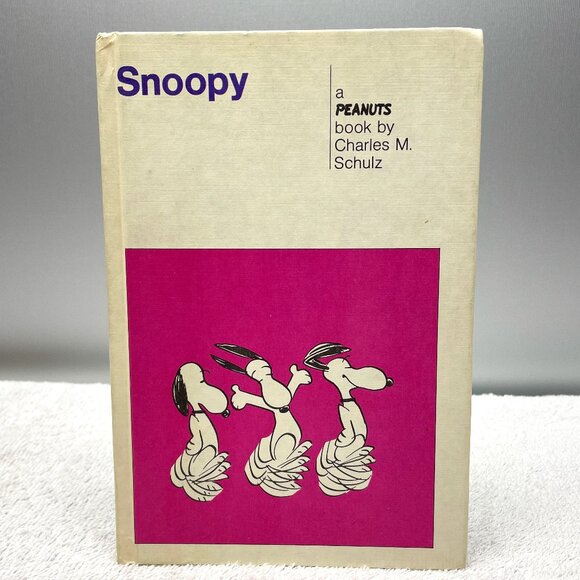 Snoopy
a
PEANUTS
book by
Charles M.
Schulz